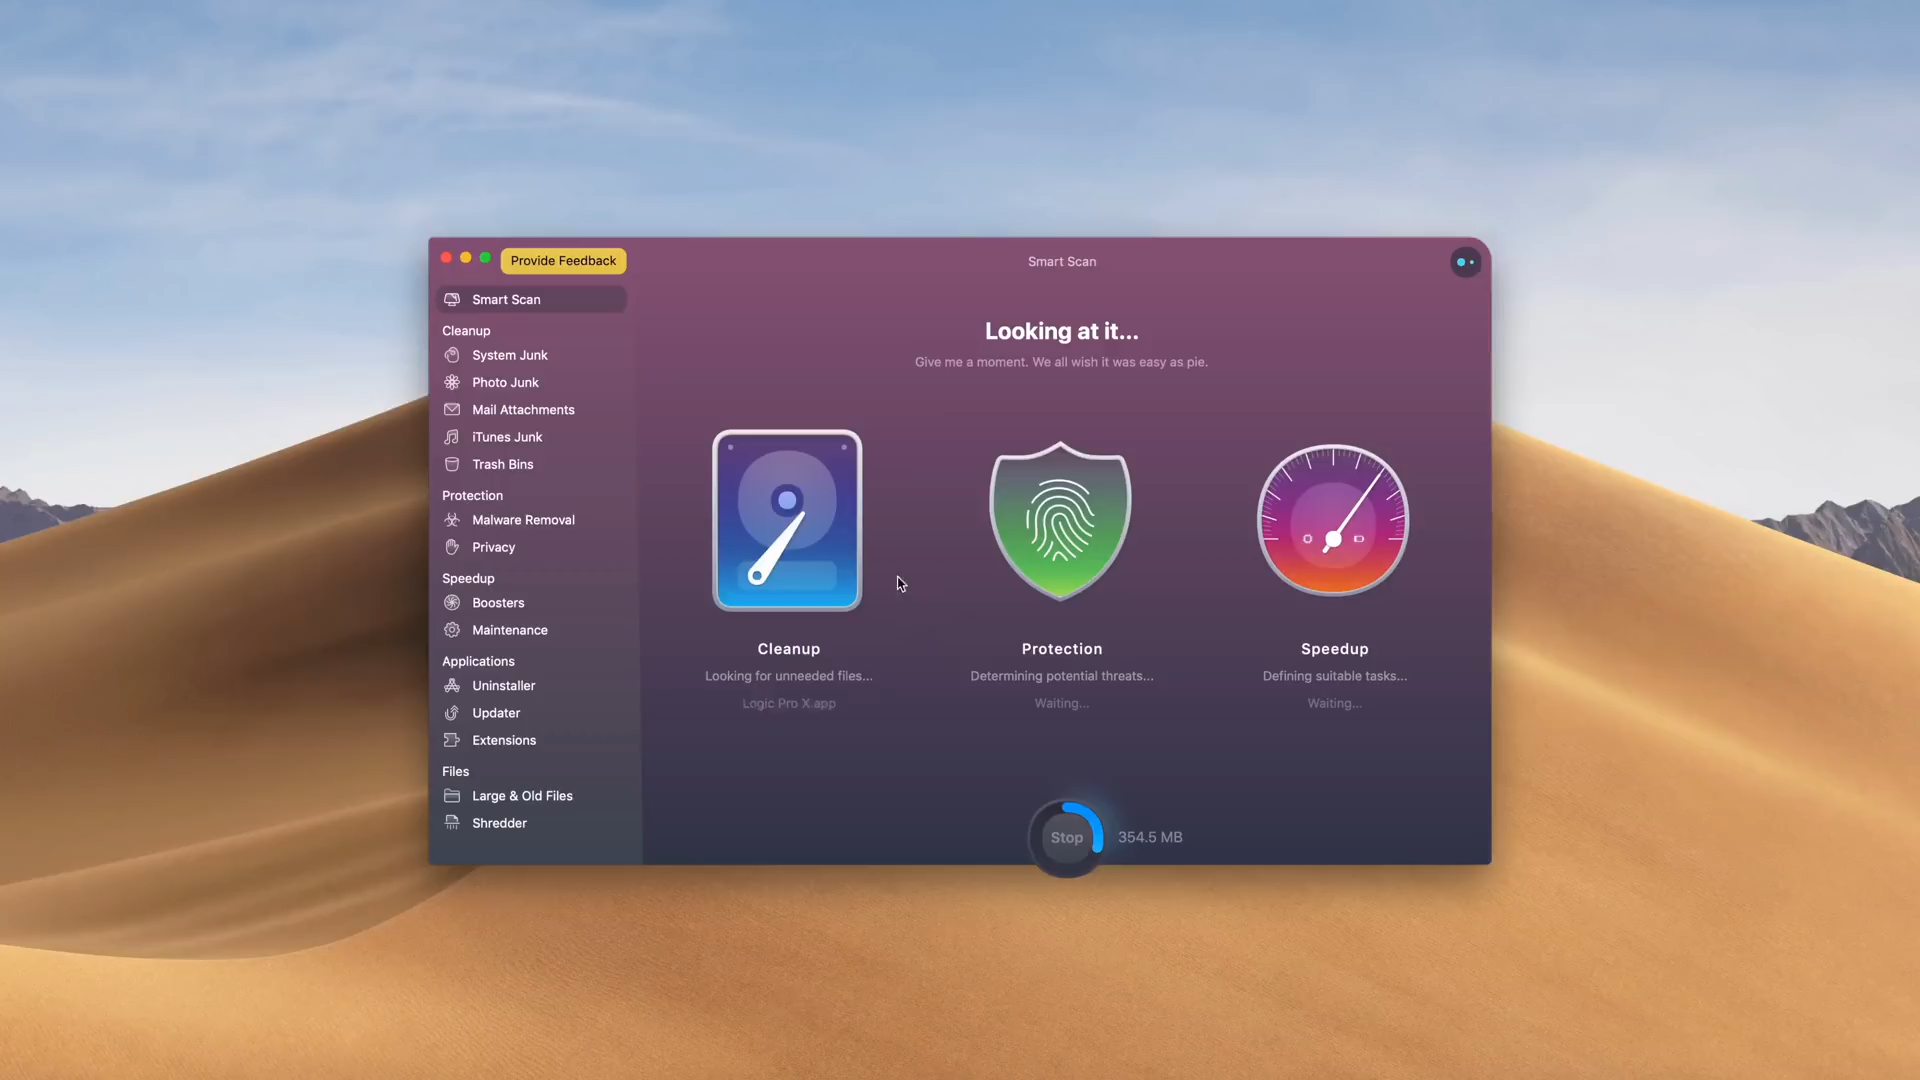 Provide Feedback
Smart Scan
Smart Scan
Cleanup
System Junk
Photo Junk
Mail Attachments
iTunes Junk
Trash Bins
Protection
Malware Removal
Privacy
Speedup
Boosters
Maintenance
Applications
Uninstaller
Updater
Extensions
Files
Large & Old Files
Shredder
Looking at it...
Give me a moment. We all wish it was easy as pie.
Cleanup
Looking for unneeded files...
Logic Pro X.app
Protection
Determining potential threats...
Waiting...
Speedup
Defining suitable tasks...
Waiting...
Stop
354.5 MB